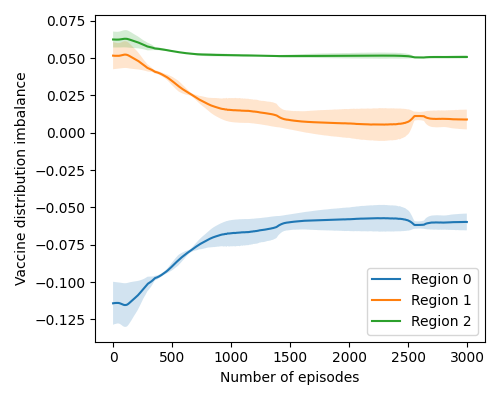 0.075
0.050
0.025
0.000
−0.025
−0.050
−0.075
−0.100
−0.125
Vaccine distribution imbalance
0 500 1000 1500 2000 2500 3000
Number of episodes
Region 0
Region 1
Region 2